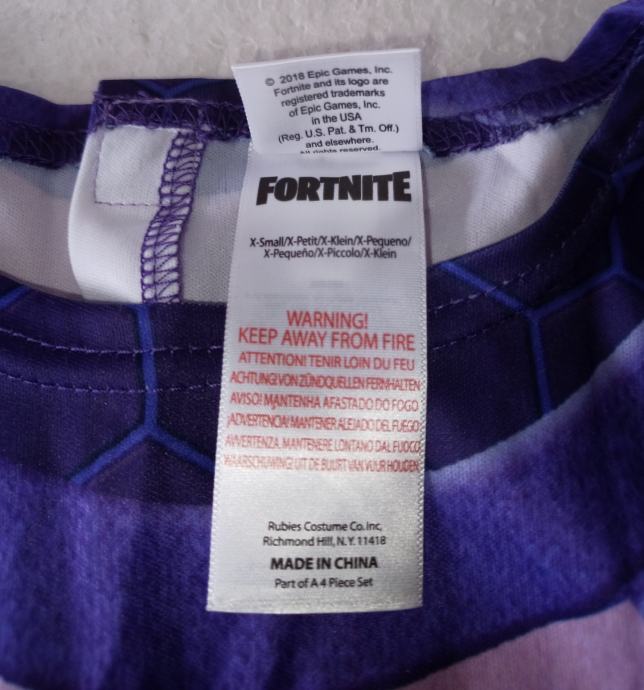 © 2018 Epic Games, Inc.
Fortnite and its logo are
registered trademarks
of Epic Games, Inc.
in the USA
(Reg. U.S. Pat. & Tm. Off.)
and elsewhere.
All rights reserved.
FORTNITE
X-Small/X-Petit/X-Klein/X-Pequeno/
X-Pequeño/X-Piccolo/X-Klein
WARNING!
KEEP AWAY FROM FIRE
ATTENTION! TENIR LOIN DU FEU
ACHTUNG! VON ZÜNDQUELLEN FERNHALTEN
AVISO! MANTENHA AFASTADO DO FOGO
¡ADVERTENCIA! MANTENER ALEJADO DEL FUEGO
AVVERTENZA. MANTENERE LONTANO DAL FUOCO
WAARSCHUWING! UIT DE BUURT VAN VUUR HOUDEN
Rubies Costume Co. Inc,
Richmond Hill, N.Y. 11418
MADE IN CHINA
Part of A 4 Piece Set